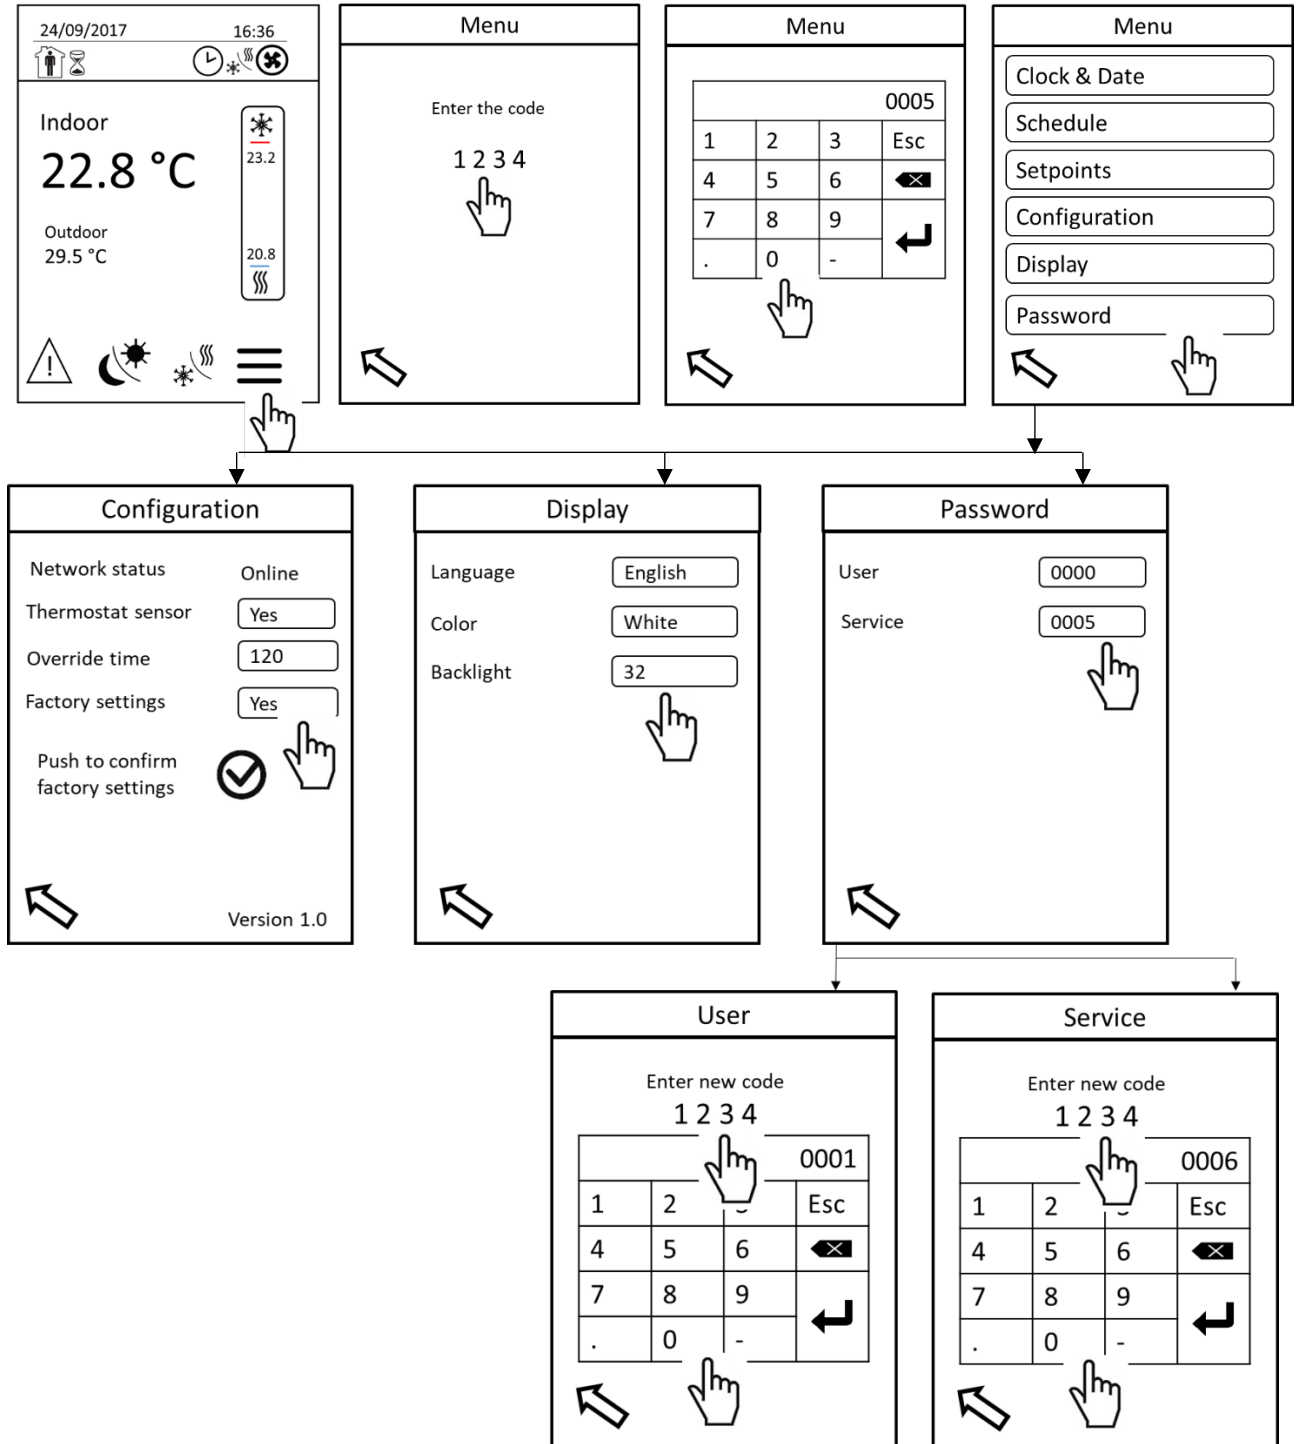 24/09/2017 16:36
Indoor
22.8 °C
Outdoor
29.5 °C
23.2
20.8
Menu
Enter the code
1 2 3 4
Menu
0005
1 2 3 Esc
4 5 6
7 8 9
. 0 -
Menu
Clock & Date
Schedule
Setpoints
Configuration
Display
Password
Configuration
Network status Online
Thermostat sensor Yes
Override time 120
Factory settings Yes
Push to confirm
factory settings
Version 1.0
Display
Language English
Color White
Backlight 32
Password
User 0000
Service 0005
User
Enter new code
1 2 3 4
0001
1 2 3 Esc
4 5 6
7 8 9
. 0 -
Service
Enter new code
1 2 3 4
0006
1 2 3 Esc
4 5 6
7 8 9
. 0 -